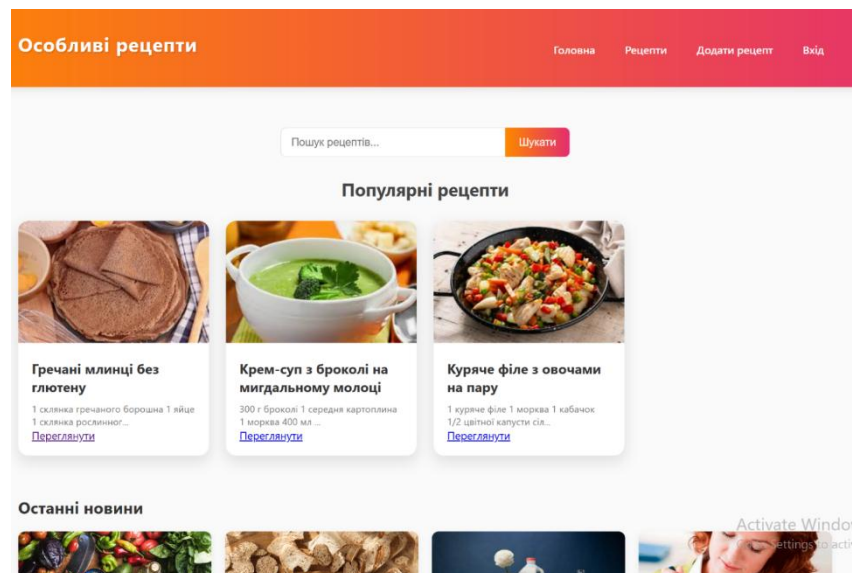 Особливі рецепти
Головна Рецепти Додати рецепт Вхід
Пошук рецептів...
Шукати
Популярні рецепти
Гречані млинці без
глютену
1 склянка гречаного борошна 1 яйце
1 склянка рослинног...
Переглянути
Крем-суп з броколі на
мигдальному молоці
300 г броколі 1 середня картоплина
1 морква 400 мл ...
Переглянути
Куряче філе з овочами
на пару
1 куряче філе 1 морква 1 кабачок
1/2 цвітної капусти сіл...
Переглянути
Останні новини
Activate Windo
Settings to activ